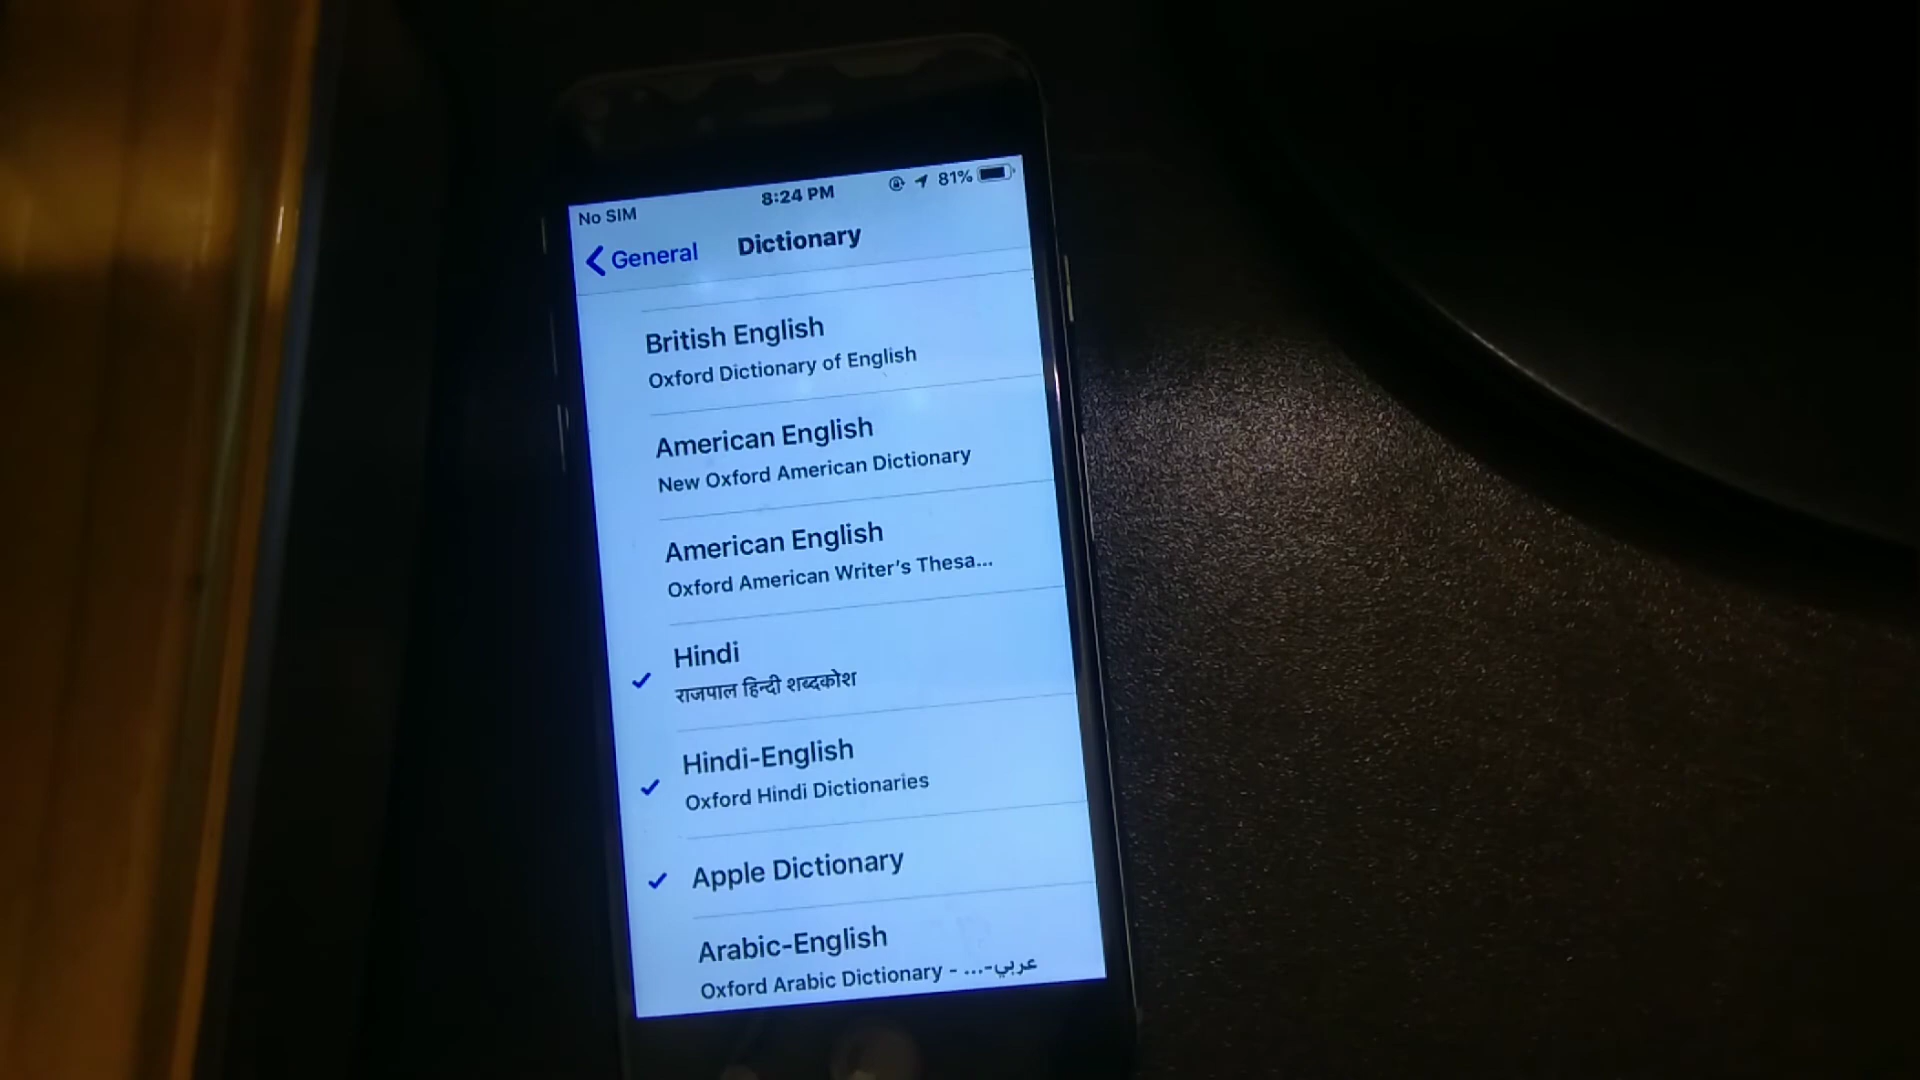 No SIM 8:24 PM 81%
General Dictionary
British English
Oxford Dictionary of English
American English
New Oxford American Dictionary
American English
Oxford American Writer’s Thesa...
Hindi
राजपाल हिन्दी शब्दकोश
Hindi-English
Oxford Hindi Dictionaries
Apple Dictionary
Arabic-English
Oxford Arabic Dictionary - ...-عربي